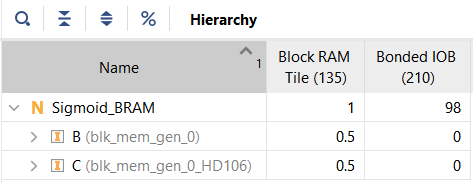 Hierarchy
Name 1 Block RAM Tile (135) Bonded IOB (210)
N Sigmoid_BRAM 1 98
I B (blk_mem_gen_0) 0.5 0
I C (blk_mem_gen_0_HD106) 0.5 0